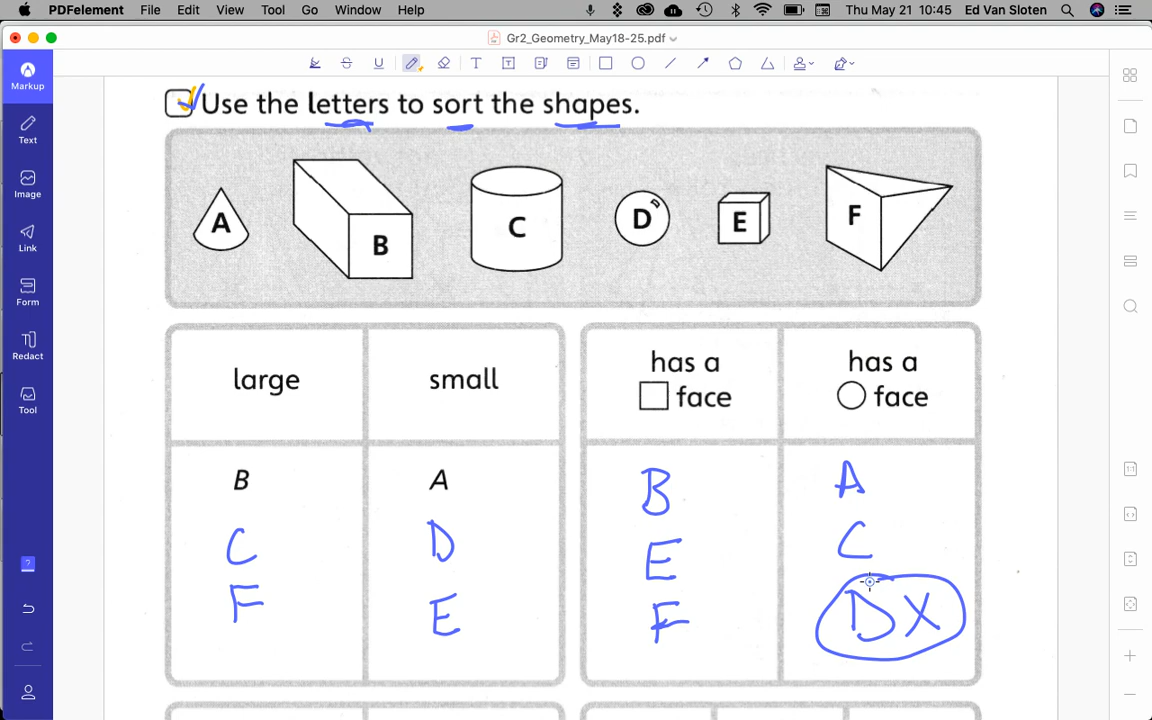 PDFelement File Edit View Tool Go Window Help Thu May 21 10:45 Ed Van Sloten
Gr2_Geometry_May18-25.pdf
Markup
Text
Image
Link
Form
Redact
Tool
?
T T
1:1
Use the letters to sort the shapes.
A B C D E F
large small has a has a
face face
B A B A
C D E C
F E F D X